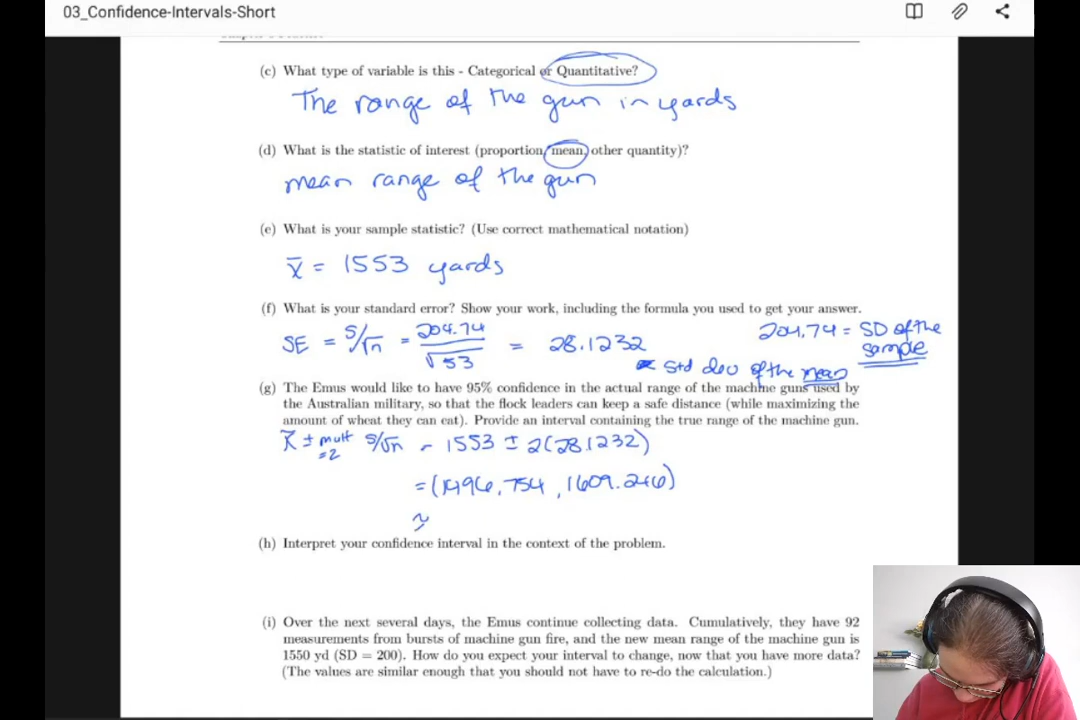 03_Confidence-Intervals-Short
(c) What type of variable is this - Categorical or Quantitative?
The range of the gun in yards
(d) What is the statistic of interest (proportion, mean, other quantity)?
mean range of the gun
(e) What is your sample statistic? (Use correct mathematical notation)
x̄ = 1553 yards
(f) What is your standard error? Show your work, including the formula you used to get your answer.
SE = s/√n = 204.74/√53 = 28.1232
204.74 = SD of the
sample
* Std dev of the mean
(g) The Emus would like to have 95% confidence in the actual range of the machine guns used by
the Australian military, so that the flock leaders can keep a safe distance (while maximizing the
amount of wheat they can eat). Provide an interval containing the true range of the machine gun.
x̄ ± mult s/√n = 1553 ± 2(28.1232)
=2
= (1496.754, 1609.246)
≈
(h) Interpret your confidence interval in the context of the problem.
(i) Over the next several days, the Emus continue collecting data. Cumulatively, they have 92
measurements from bursts of machine gun fire, and the new mean range of the machine gun is
1550 yd (SD = 200). How do you expect your interval to change, now that you have more data?
(The values are similar enough that you should not have to re-do the calculation.)